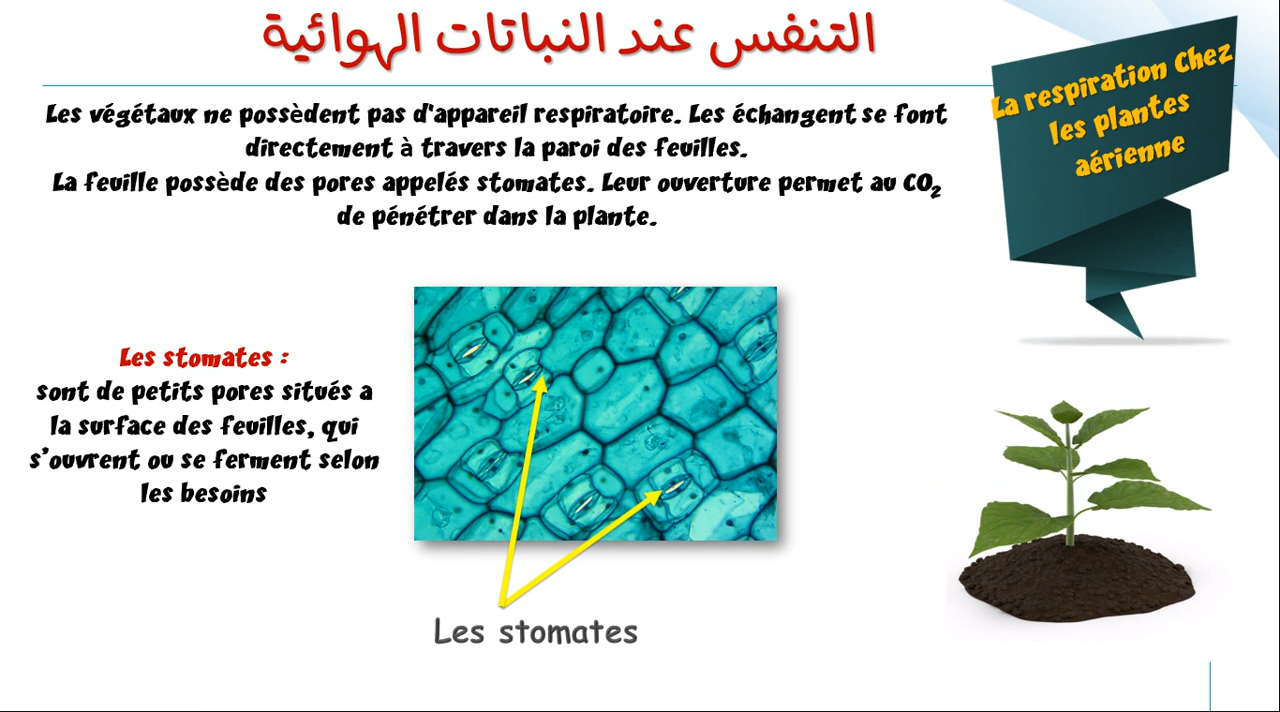 التنفس عند النباتات الهوائية
La respiration Chez
les plantes
aérienne
Les végétaux ne possèdent pas d'appareil respiratoire. Les échangent se font
directement à travers la paroi des feuilles.
La feuille possède des pores appelés stomates. Leur ouverture permet au CO₂
de pénétrer dans la plante.
Les stomates :
sont de petits pores situés a
la surface des feuilles, qui
s'ouvrent ou se ferment selon
les besoins
Les stomates